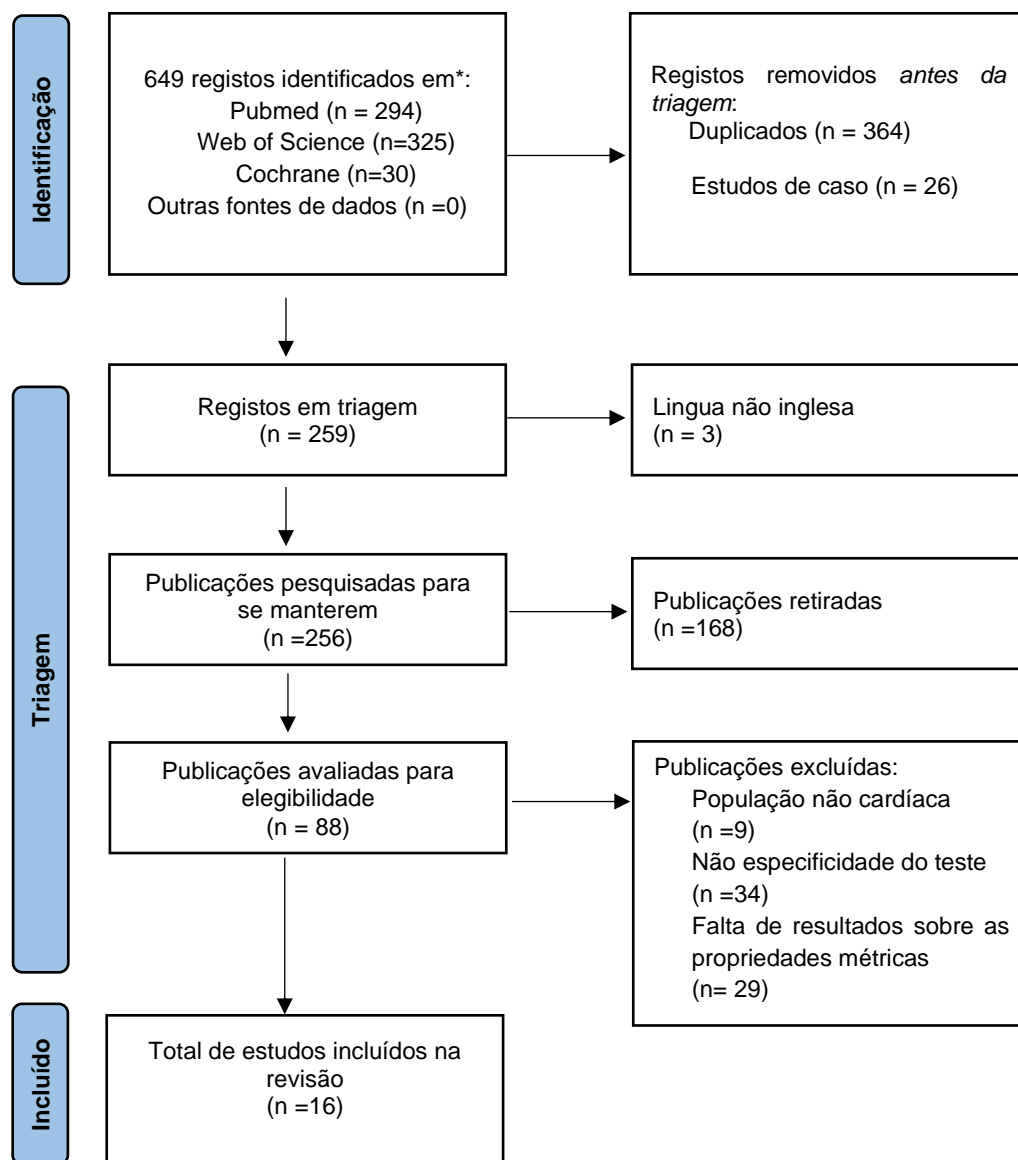 Identificação
649 registos identificados em*:
Pubmed (n = 294)
Web of Science (n=325)
Cochrane (n=30)
Outras fontes de dados (n =0)
Registos removidos antes da
triagem:
Duplicados (n = 364)
Estudos de caso (n = 26)
Triagem
Registos em triagem
(n = 259)
Lingua não inglesa
(n = 3)
Publicações pesquisadas para
se manterem
(n =256)
Publicações retiradas
(n =168)
Publicações avaliadas para
elegibilidade
(n = 88)
Publicações excluídas:
População não cardíaca
(n =9)
Não especificidade do teste
(n =34)
Falta de resultados sobre as
propriedades métricas
(n= 29)
Incluído
Total de estudos incluídos na
revisão
(n =16)